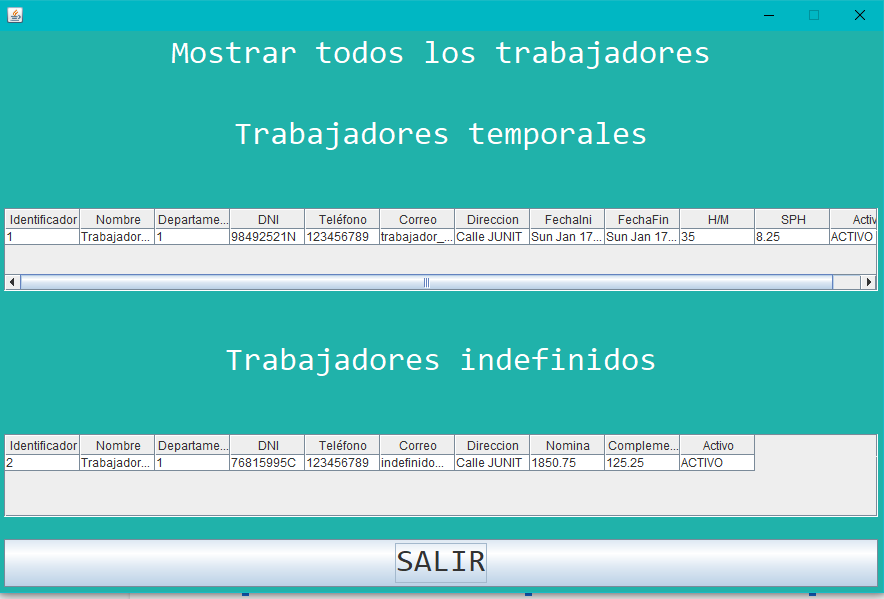 Mostrar todos los trabajadores
Trabajadores temporales
Identificador Nombre Departame... DNI Teléfono Correo Direccion FechaIni FechaFin H/M SPH Activ
1 Trabajador... 1 98492521N 123456789 trabajador_... Calle JUNIT Sun Jan 17... Sun Jan 17... 35 8.25 ACTIVO
Trabajadores indefinidos
Identificador Nombre Departame... DNI Teléfono Correo Direccion Nomina Compleme... Activo
2 Trabajador... 1 76815995C 123456789 indefinido... Calle JUNIT 1850.75 125.25 ACTIVO
SALIR